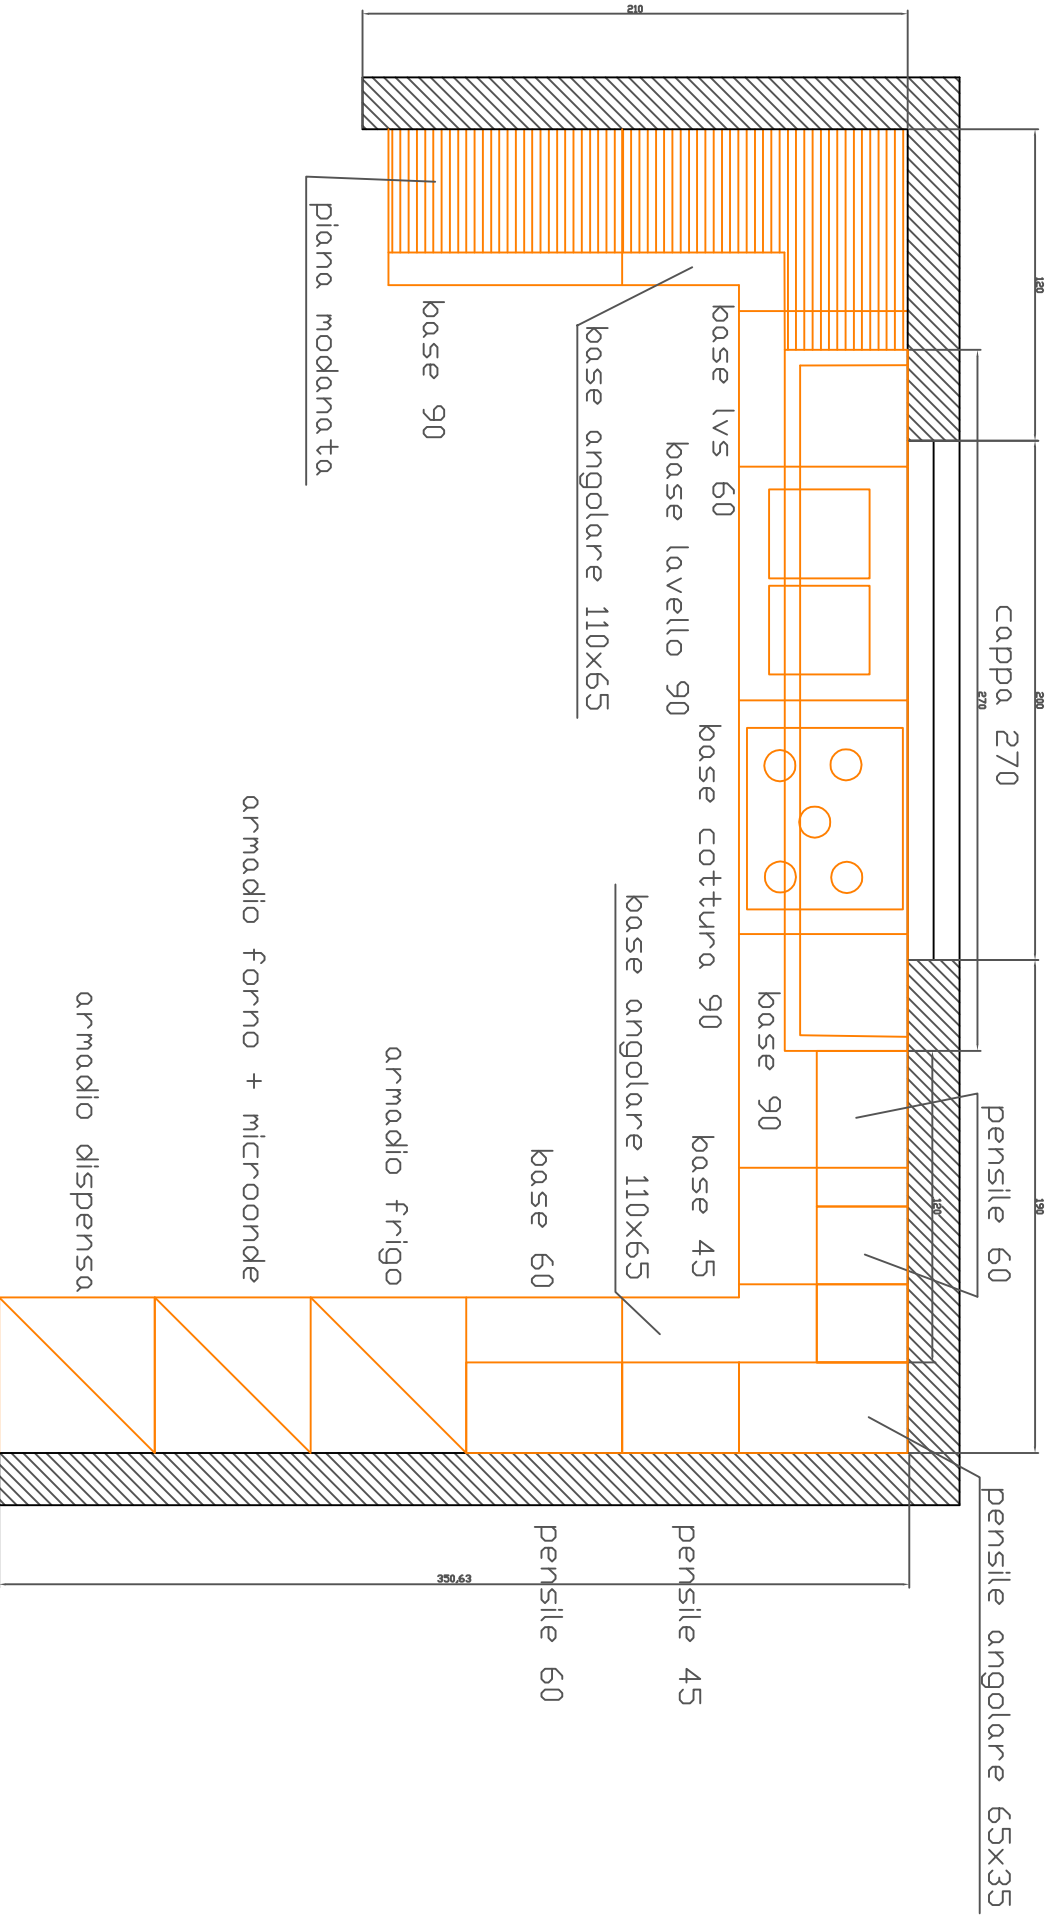 210
120
200
190
270
120
350,63
cappa 270
pensile 60
pensile angolare 65x35
base lvs 60
base lavello 90
base cottura 90
base 90
base 45
base angolare 110x65
base angolare 110x65
base 90
piana modanata
base 60
armadio frigo
armadio forno + microonde
armadio dispensa
pensile 45
pensile 60